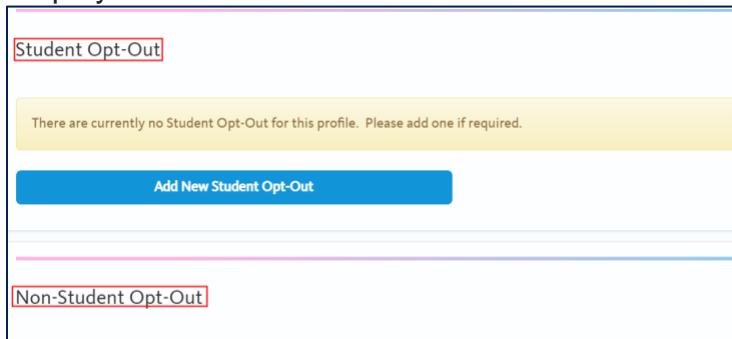 Student Opt-Out
There are currently no Student Opt-Out for this profile. Please add one if required.
Add New Student Opt-Out
Non-Student Opt-Out